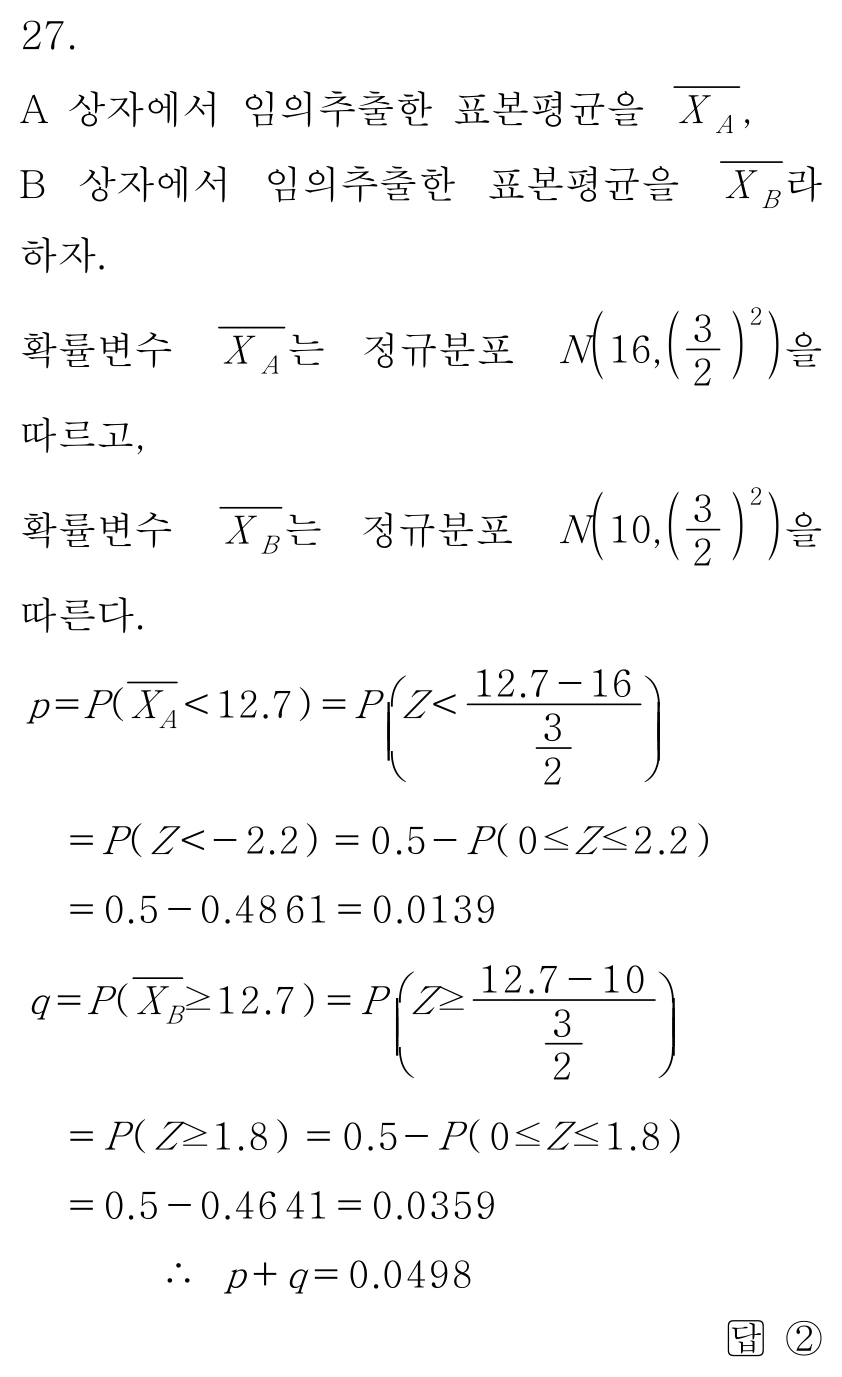 27.
A 상자에서 임의추출한 표본평균을 $\overline{X_A}$,
B 상자에서 임의추출한 표본평균을 $\overline{X_B}$라
하자.
확률변수 $\overline{X_A}$는 정규분포 $N\left(16, \left(\frac{3}{2}\right)^2\right)$을
따르고,
확률변수 $\overline{X_B}$는 정규분포 $N\left(10, \left(\frac{3}{2}\right)^2\right)$을
따른다.
$p = P(\overline{X_A} < 12.7) = P\left(Z < \frac{12.7-16}{\frac{3}{2}}\right)$
$= P(Z < -2.2) = 0.5 - P(0 \leq Z \leq 2.2)$
$= 0.5 - 0.4861 = 0.0139$
$q = P(\overline{X_B} \geq 12.7) = P\left(Z \geq \frac{12.7-10}{\frac{3}{2}}\right)$
$= P(Z \geq 1.8) = 0.5 - P(0 \leq Z \leq 1.8)$
$= 0.5 - 0.4641 = 0.0359$
$\therefore p + q = 0.0498$
답 ②